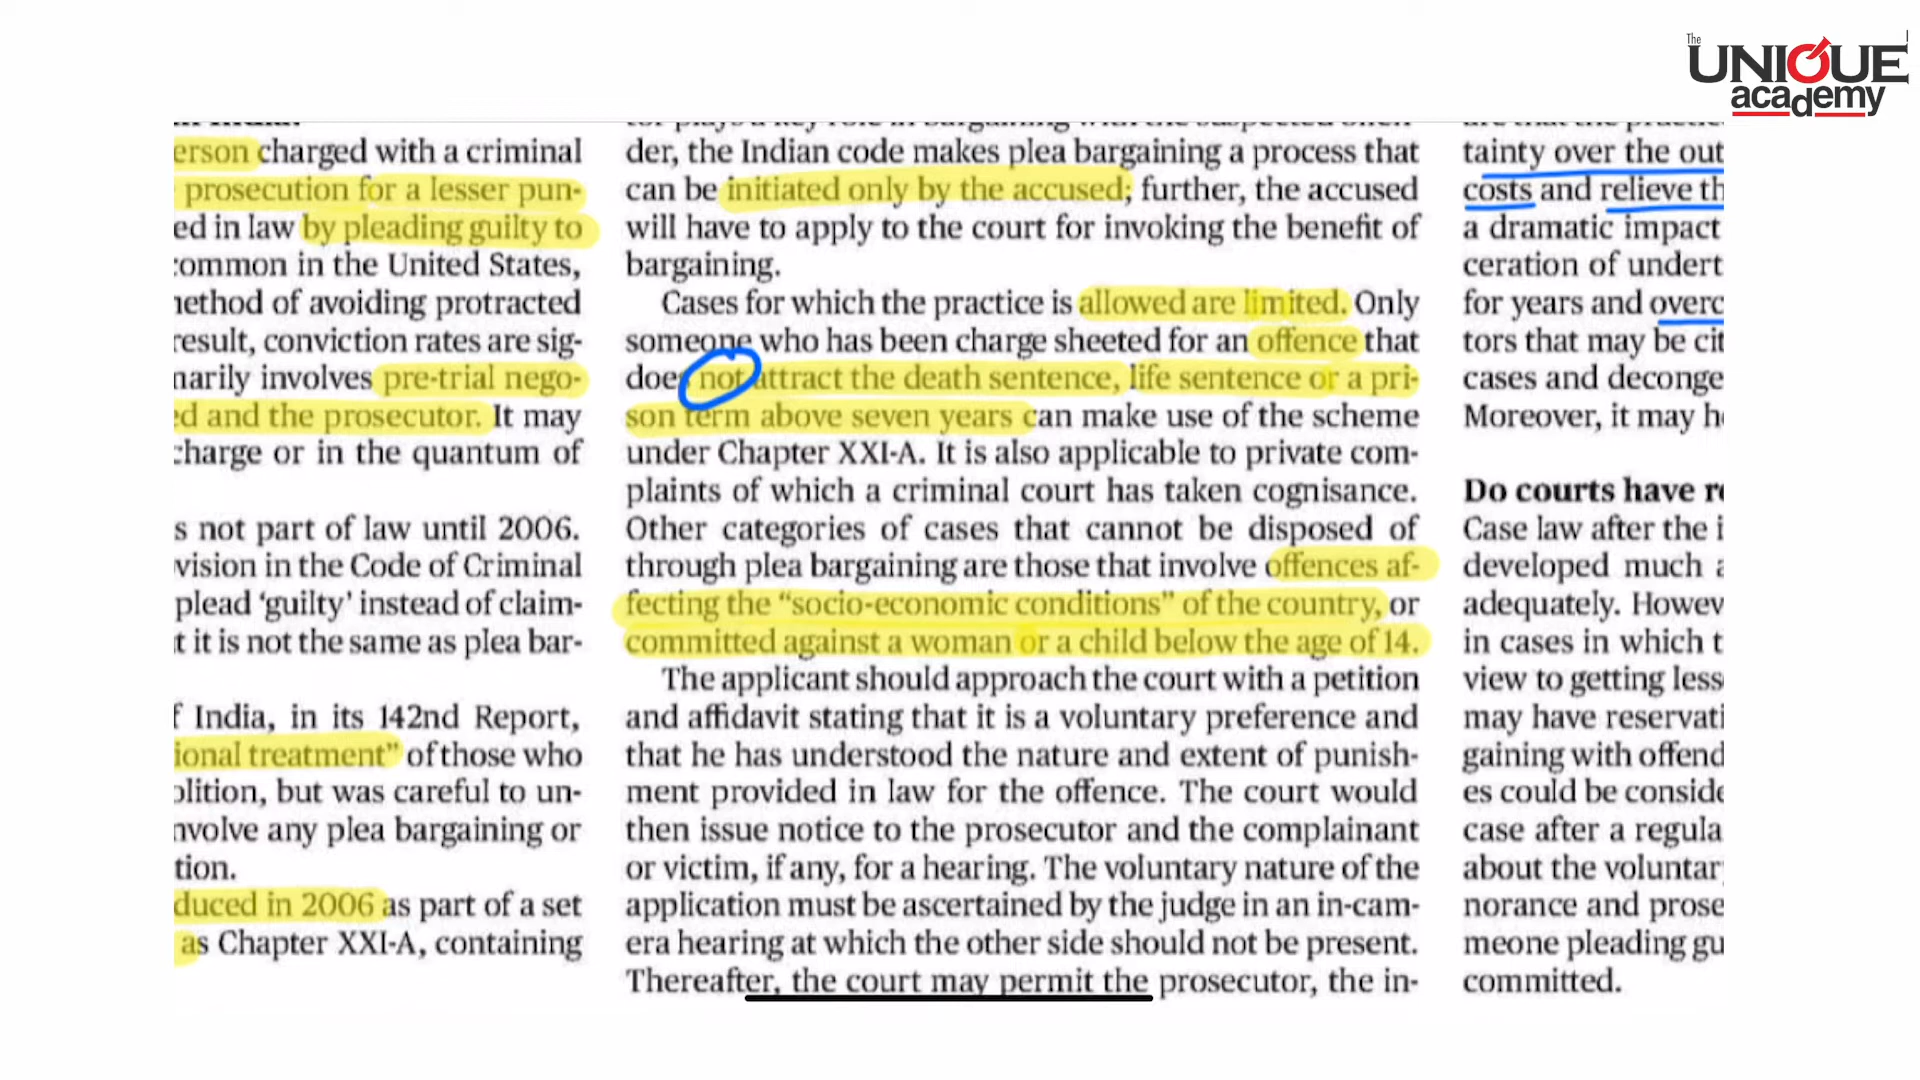 The
UNIQUE
academy
erson charged with a criminal
prosecution for a lesser pun-
ed in law by pleading guilty to
common in the United States,
nethod of avoiding protracted
result, conviction rates are sig-
narily involves pre-trial nego-
ed and the prosecutor. It may
charge or in the quantum of
s not part of law until 2006.
vision in the Code of Criminal
plead ‘guilty’ instead of claim-
t it is not the same as plea bar-
f India, in its 142nd Report,
ional treatment” of those who
olition, but was careful to un-
nvolve any plea bargaining or
tion.
duced in 2006 as part of a set
as Chapter XXI-A, containing
der, the Indian code makes plea bargaining a process that
can be initiated only by the accused; further, the accused
will have to apply to the court for invoking the benefit of
bargaining.
Cases for which the practice is allowed are limited. Only
someone who has been charge sheeted for an offence that
does not attract the death sentence, life sentence or a pri-
son term above seven years can make use of the scheme
under Chapter XXI-A. It is also applicable to private com-
plaints of which a criminal court has taken cognisance.
Other categories of cases that cannot be disposed of
through plea bargaining are those that involve offences af-
fecting the “socio-economic conditions” of the country, or
committed against a woman or a child below the age of 14.
The applicant should approach the court with a petition
and affidavit stating that it is a voluntary preference and
that he has understood the nature and extent of punish-
ment provided in law for the offence. The court would
then issue notice to the prosecutor and the complainant
or victim, if any, for a hearing. The voluntary nature of the
application must be ascertained by the judge in an in-cam-
era hearing at which the other side should not be present.
Thereafter, the court may permit the prosecutor, the in-
tainty over the out
costs and relieve th
a dramatic impact
ceration of undert
for years and overc
tors that may be cit
cases and deconge
Moreover, it may h
Do courts have r
Case law after the i
developed much a
adequately. Howev
in cases in which t
view to getting less
may have reservati
gaining with offend
es could be conside
case after a regula
about the voluntar
norance and prose
meone pleading gu
committed.